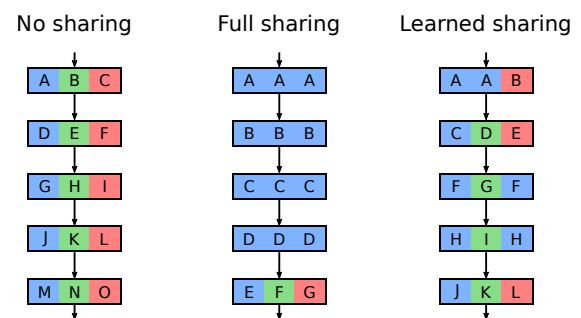 No sharing
A B C
D E F
G H I
J K L
M N O
Full sharing
A A A
B B B
C C C
D D D
E F G
Learned sharing
A A B
C D E
F G F
H I H
J K L